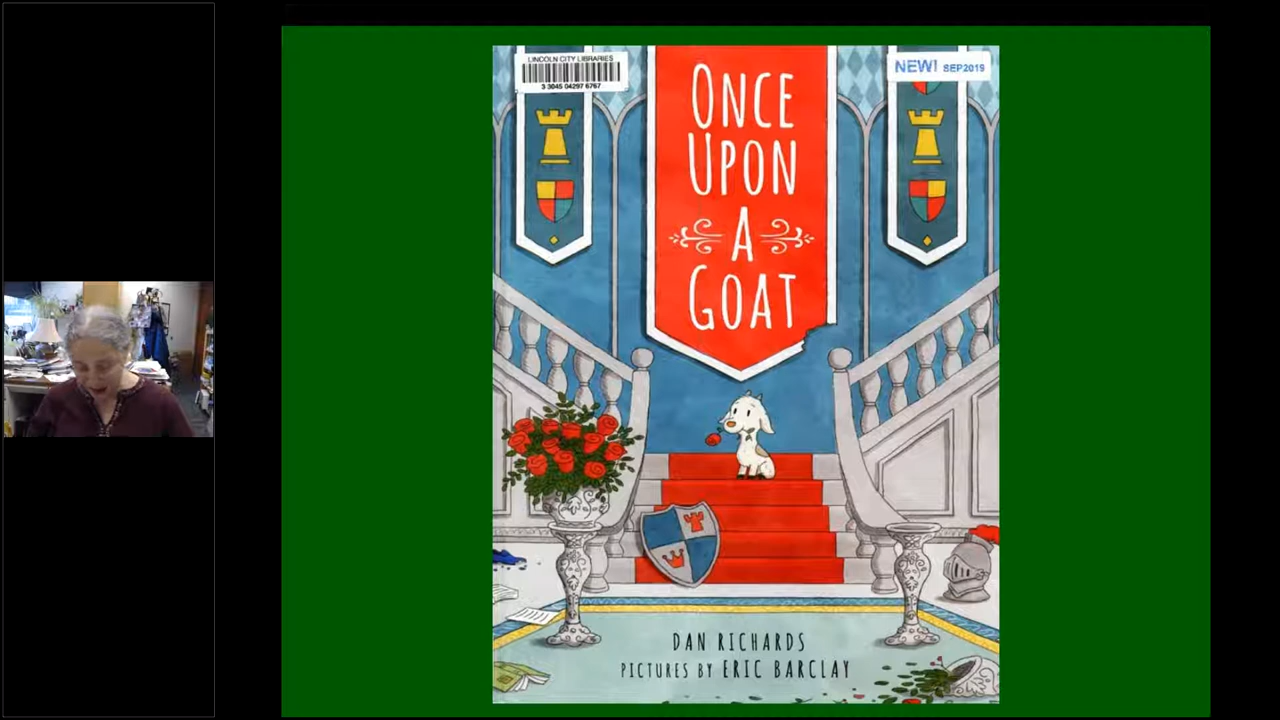 LINCOLN CITY LIBRARIES
3 3045 04297 6767
NEW! SEP2019
ONCE
UPON
A
GOAT
DAN RICHARDS
PICTURES BY ERIC BARCLAY